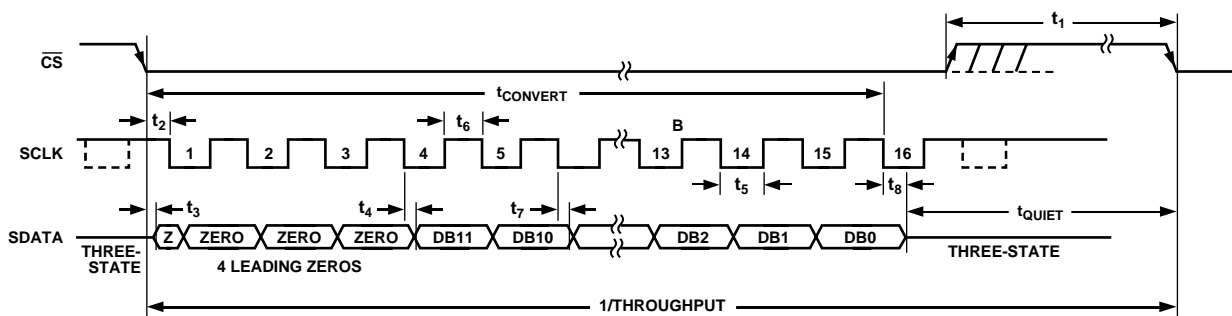 t1
CS
tCONVERT
t2
t6
B
SCLK
1
2
3
4
5
13
14
15
16
t3
t4
t7
t5
t8
tQUIET
SDATA
Z
ZERO
ZERO
ZERO
DB11
DB10
DB2
DB1
DB0
THREE-
STATE
4 LEADING ZEROS
THREE-STATE
1/THROUGHPUT